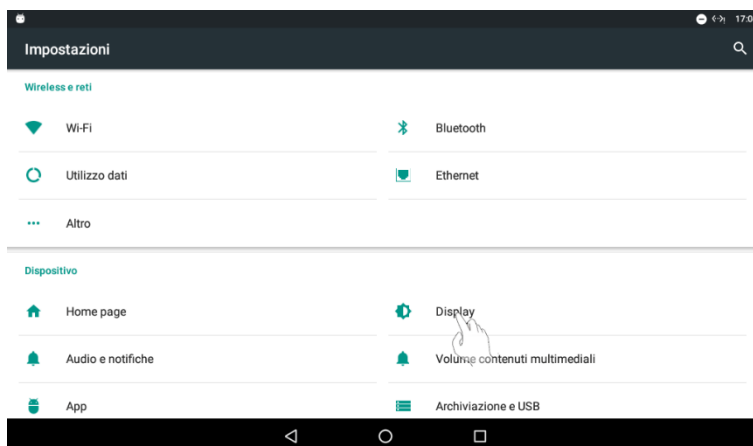 17:0
Impostazioni
Wireless e reti
Wi-Fi
Bluetooth
Utilizzo dati
Ethernet
Altro
Dispositivo
Home page
Display
Audio e notifiche
Volume contenuti multimediali
App
Archiviazione e USB